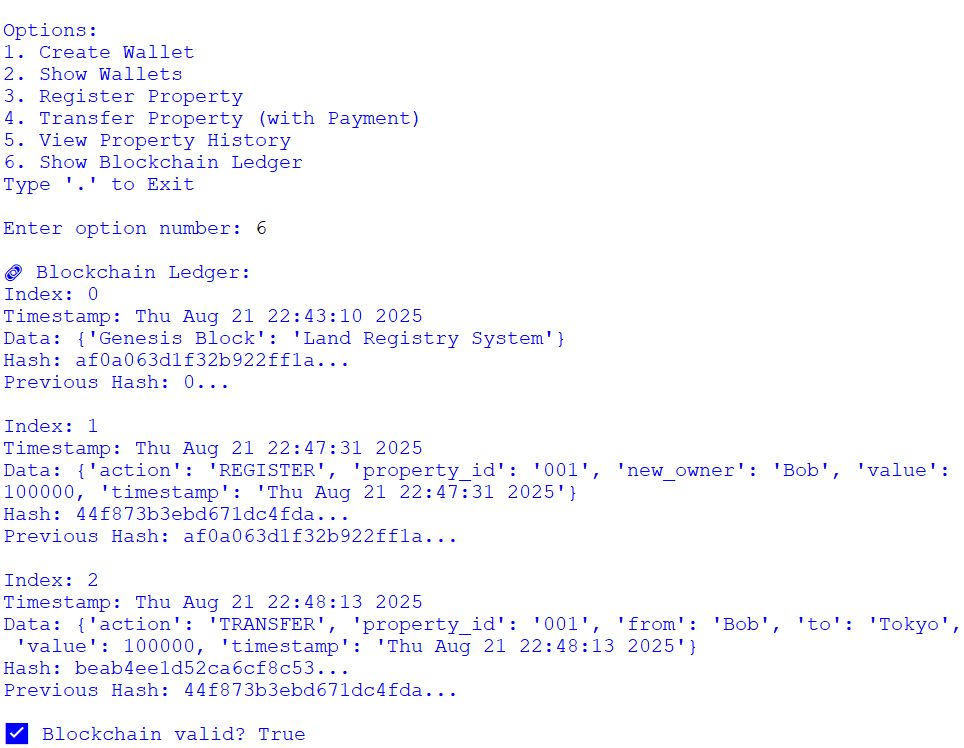 Options:
1. Create Wallet
2. Show Wallets
3. Register Property
4. Transfer Property (with Payment)
5. View Property History
6. Show Blockchain Ledger
Type '.' to Exit
Enter option number: 6
🔗 Blockchain Ledger:
Index: 0
Timestamp: Thu Aug 21 22:43:10 2025
Data: {'Genesis Block': 'Land Registry System'}
Hash: af0a063d1f32b922ff1a...
Previous Hash: 0...
Index: 1
Timestamp: Thu Aug 21 22:47:31 2025
Data: {'action': 'REGISTER', 'property_id': '001', 'new_owner': 'Bob', 'value':
100000, 'timestamp': 'Thu Aug 21 22:47:31 2025'}
Hash: 44f873b3ebd671dc4fda...
Previous Hash: af0a063d1f32b922ff1a...
Index: 2
Timestamp: Thu Aug 21 22:48:13 2025
Data: {'action': 'TRANSFER', 'property_id': '001', 'from': 'Bob', 'to': 'Tokyo',
'value': 100000, 'timestamp': 'Thu Aug 21 22:48:13 2025'}
Hash: beab4ee1d52ca6cf8c53...
Previous Hash: 44f873b3ebd671dc4fda...
✅ Blockchain valid? True